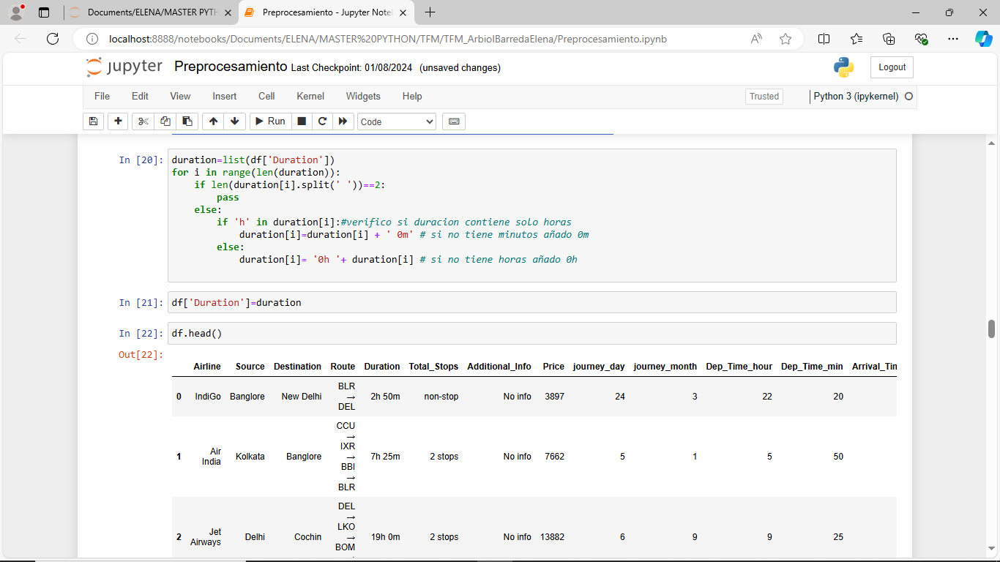 Documents/ELENA/MASTER PYTH
Preprocesamiento - Jupyter Note
localhost:8888/notebooks/Documents/ELENA/MASTER%20PYTHON/TFM/TFM_ArbiolBarredaElena/Preprocesamiento.ipynb
jupyter Preprocesamiento Last Checkpoint: 01/08/2024 (unsaved changes)
Logout
File Edit View Insert Cell Kernel Widgets Help
Trusted
Python 3 (ipykernel)
Run
Code
In [20]:
duration=list(df['Duration'])
for i in range(len(duration)):
    if len(duration[i].split(' '))==2:
        pass
    else:
        if 'h' in duration[i]:#verifico si duracion contiene solo horas
            duration[i]=duration[i] + ' 0m' # si no tiene minutos añado 0m
        else:
            duration[i]= '0h '+ duration[i] # si no tiene horas añado 0h
In [21]: df['Duration']=duration
In [22]: df.head()
Out[22]:
Airline Source Destination Route Duration Total_Stops Additional_Info Price journey_day journey_month Dep_Time_hour Dep_Time_min Arrival_Tin
0 IndiGo Banglore New Delhi BLR → DEL 2h 50m non-stop No info 3897 24 3 22 20
1 Air India Kolkata Banglore CCU → IXR → BBI → BLR 7h 25m 2 stops No info 7662 5 1 5 50
2 Jet Airways Delhi Cochin DEL → LKO → BOM 19h 0m 2 stops No info 13882 6 9 9 25